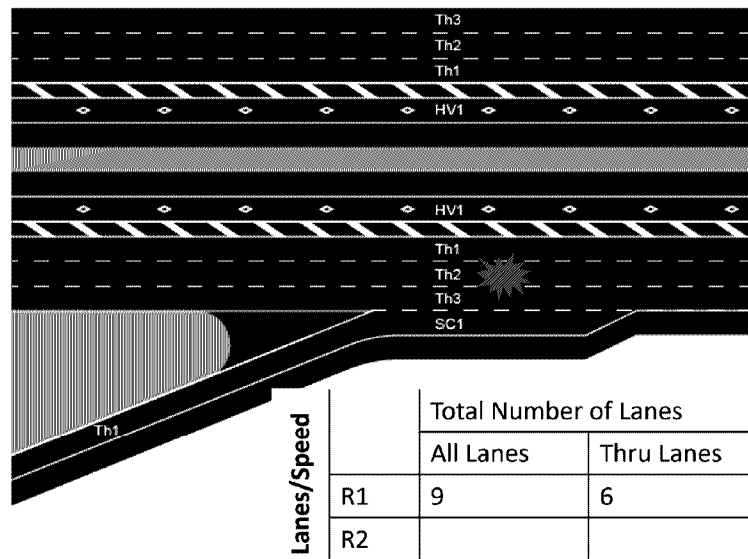 Th3
Th2
Th1
HV1
HV1
Th1
Th2
Th3
SC1
Th1
Lanes/Speed
Total Number of Lanes
All Lanes Thru Lanes
R1 9 6
R2